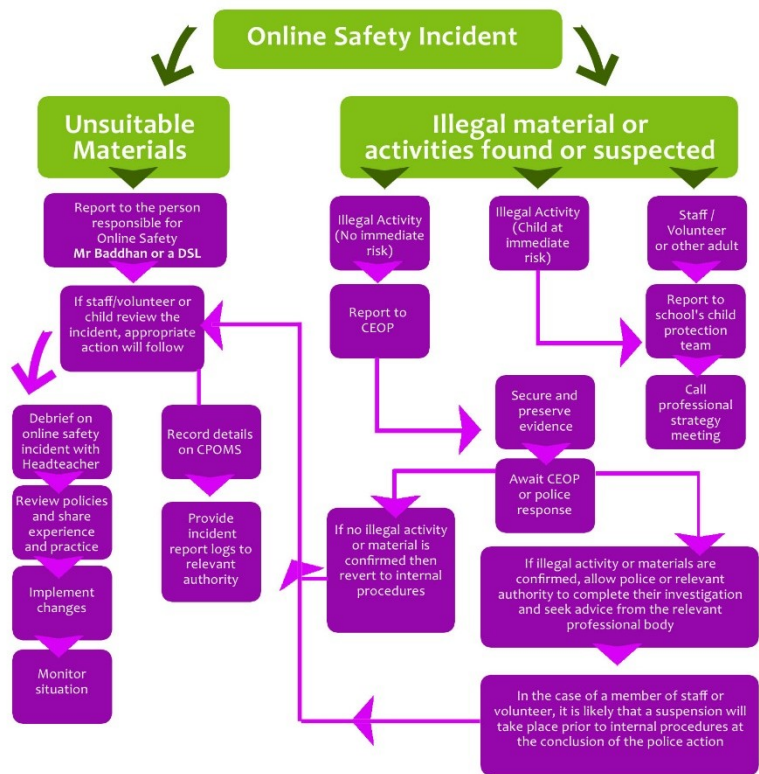 Online Safety Incident
Unsuitable
Materials
Illegal material or
activities found or suspected
Report to the person
responsible for
Online Safety
Mr Baddhan or a DSL
If staff/volunteer or
child review the
incident, appropriate
action will follow
Debrief on
online safety
incident with
Headteacher
Review policies
and share
experience
and practice
Implement
changes
Monitor
situation
Record details
on CPOMS
Provide
incident
report logs to
relevant
authority
Illegal Activity
(No immediate
risk)
Report to
CEOP
Illegal Activity
(Child at
immediate
risk)
Staff /
Volunteer
or other adult
Report to
school's child
protection
team
Call
professional
strategy
meeting
Secure and
preserve
evidence
Await CEOP
or police
response
If no illegal activity
or material is
confirmed then
revert to internal
procedures
If illegal activity or materials are
confirmed, allow police or relevant
authority to complete their investigation
and seek advice from the relevant
professional body
In the case of a member of staff or
volunteer, it is likely that a suspension will
take place prior to internal procedures at
the conclusion of the police action